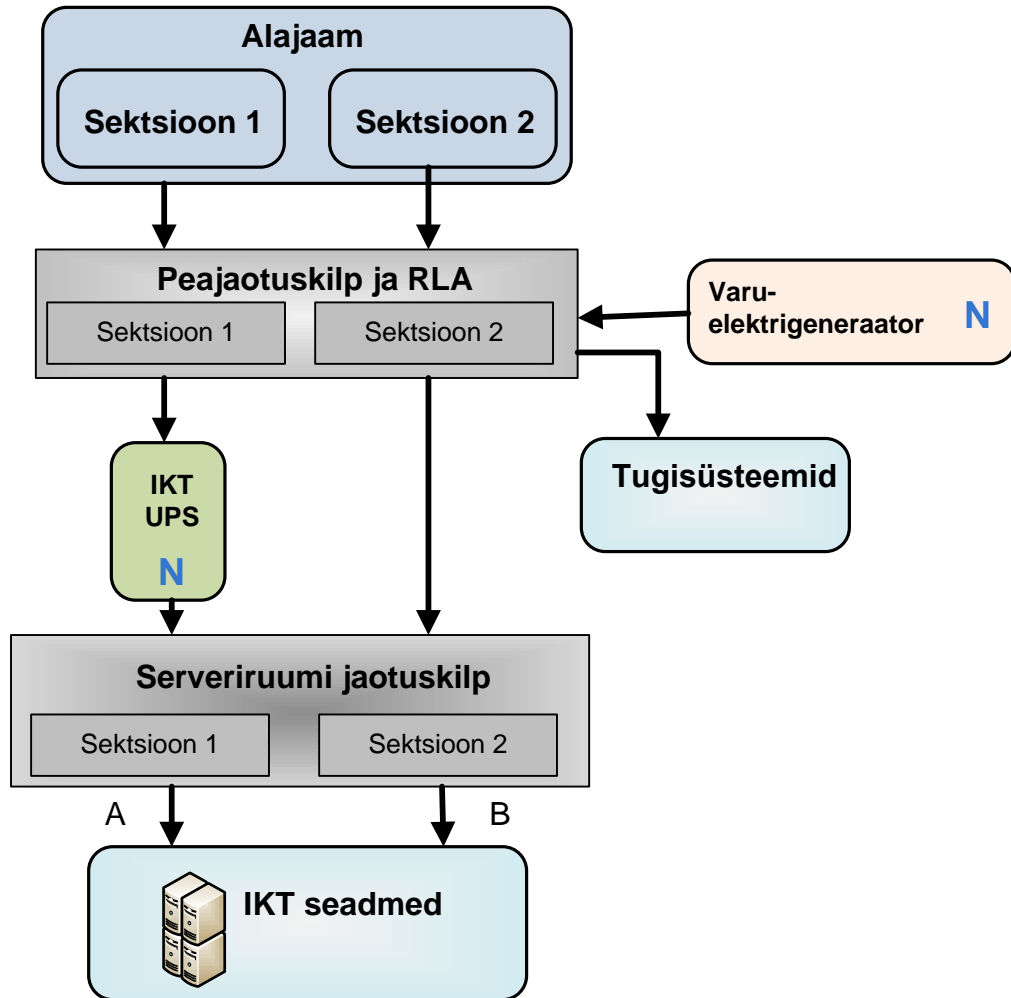 Alajaam
Sektsioon 1
Sektsioon 2
Peajaotuskilp ja RLA
Sektsioon 1
Sektsioon 2
Varu-
elektrigeneraator
N
IKT
UPS
N
Tugisüsteemid
Serveriruumi jaotuskilp
Sektsioon 1
Sektsioon 2
A
B
IKT seadmed